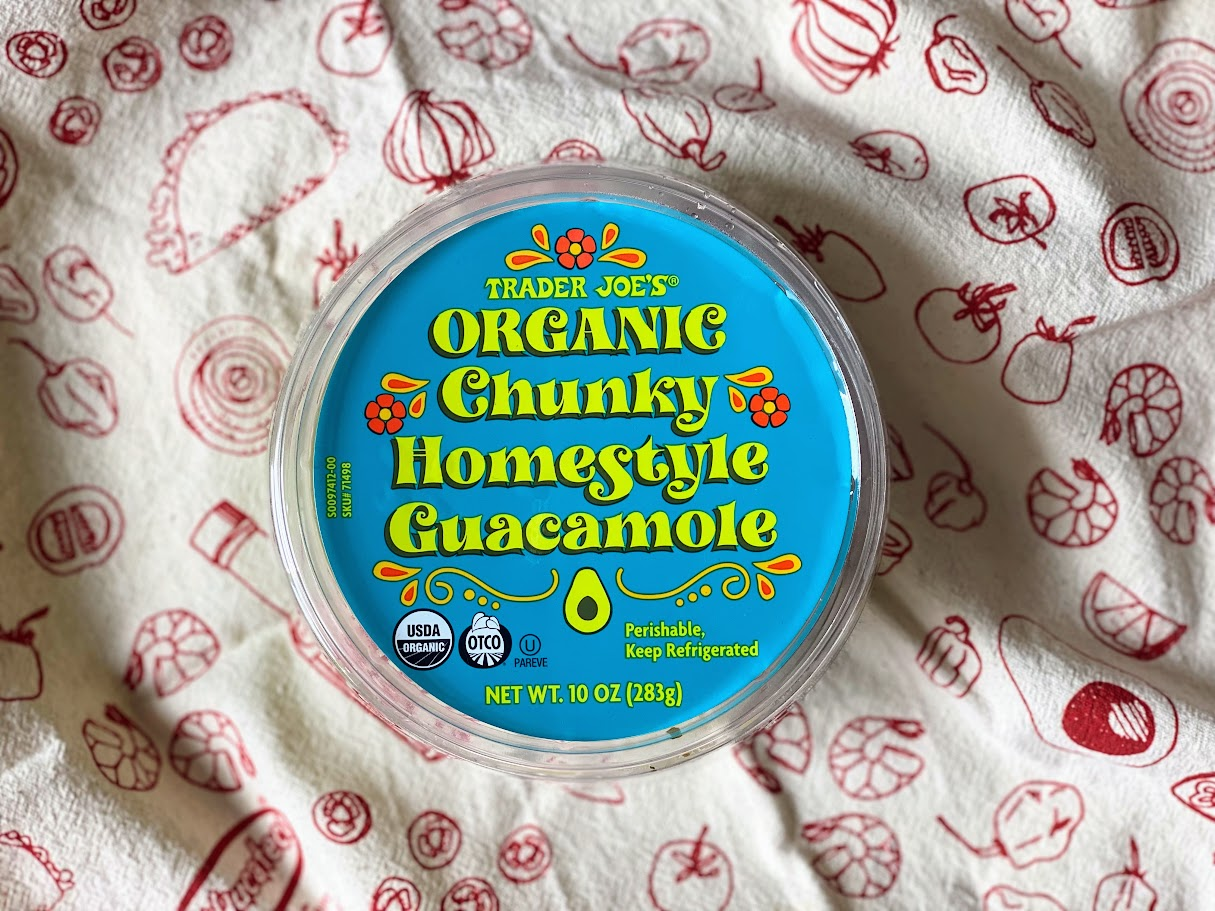 TRADER JOE'S®
ORGANIC
Chunky
Homestyle
Guacamole
S0097412-00
SKU# 71498
USDA
ORGANIC
OTCO
U
PAREVE
Perishable,
Keep Refrigerated
NET WT. 10 OZ (283g)